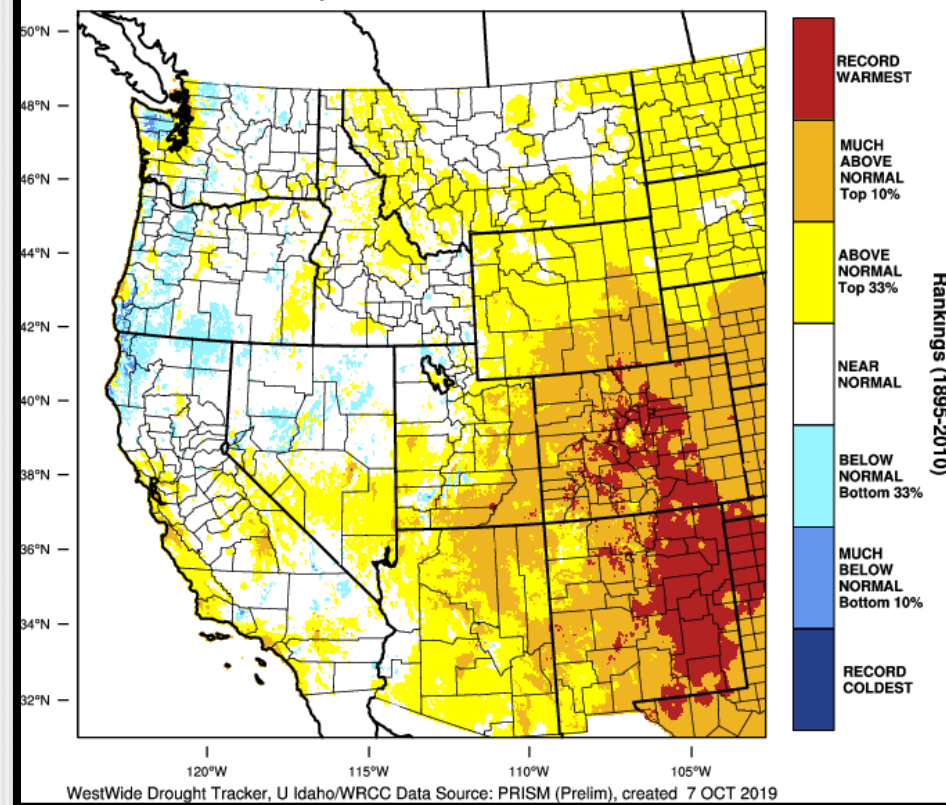 50°N
48°N
46°N
44°N
42°N
40°N
38°N
36°N
34°N
32°N
120°W
115°W
110°W
105°W
RECORD
WARMEST
MUCH
ABOVE
NORMAL
Top 10%
ABOVE
NORMAL
Top 33%
NEAR
NORMAL
BELOW
NORMAL
Bottom 33%
MUCH
BELOW
NORMAL
Bottom 10%
RECORD
COLDEST
Rankings (1895-2010)
WestWide Drought Tracker, U Idaho/WRCC Data Source: PRISM (Prelim), created 7 OCT 2019